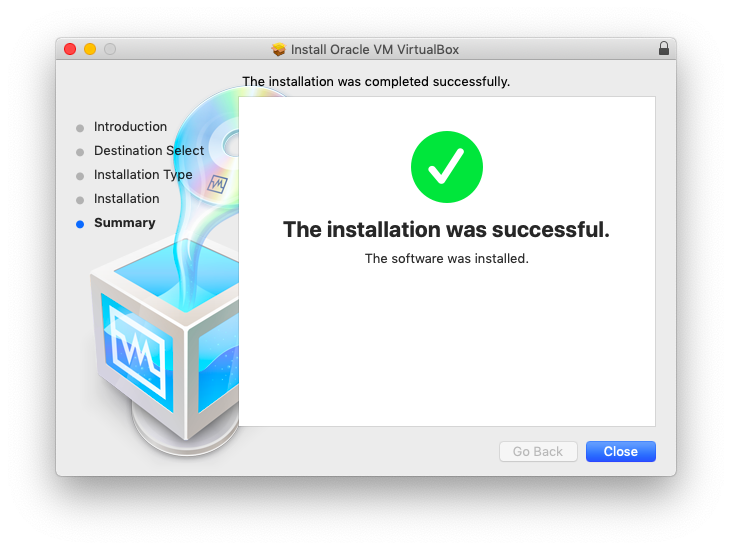 Install Oracle VM VirtualBox
The installation was completed successfully.
Introduction
Destination Select
Installation Type
Installation
Summary
The installation was successful.
The software was installed.
Go Back
Close